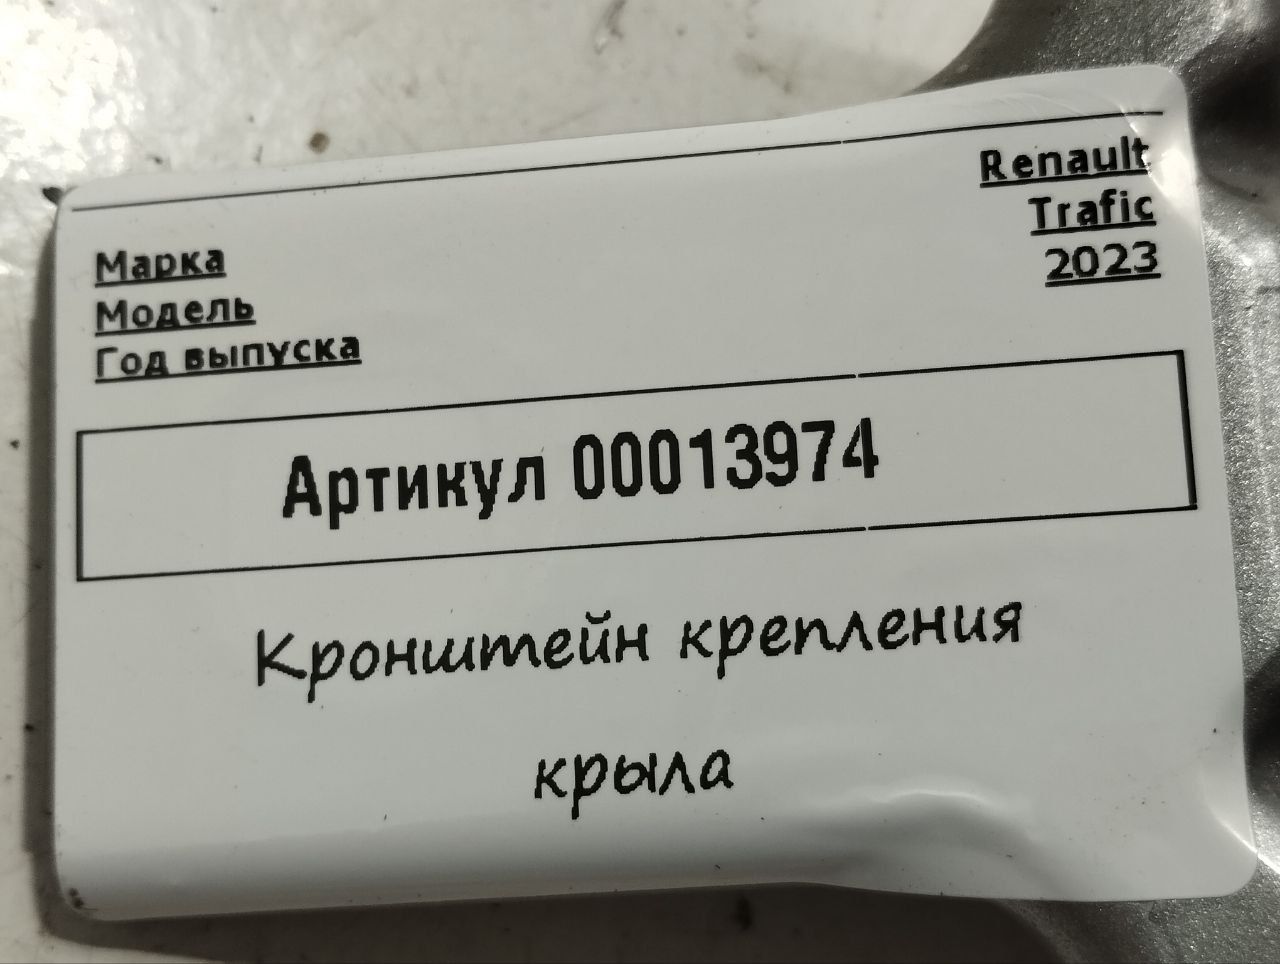 Марка Renault
Модель Trafic
Год выпуска 2023
Артикул 00013974
Кронштейн крепления
крыла